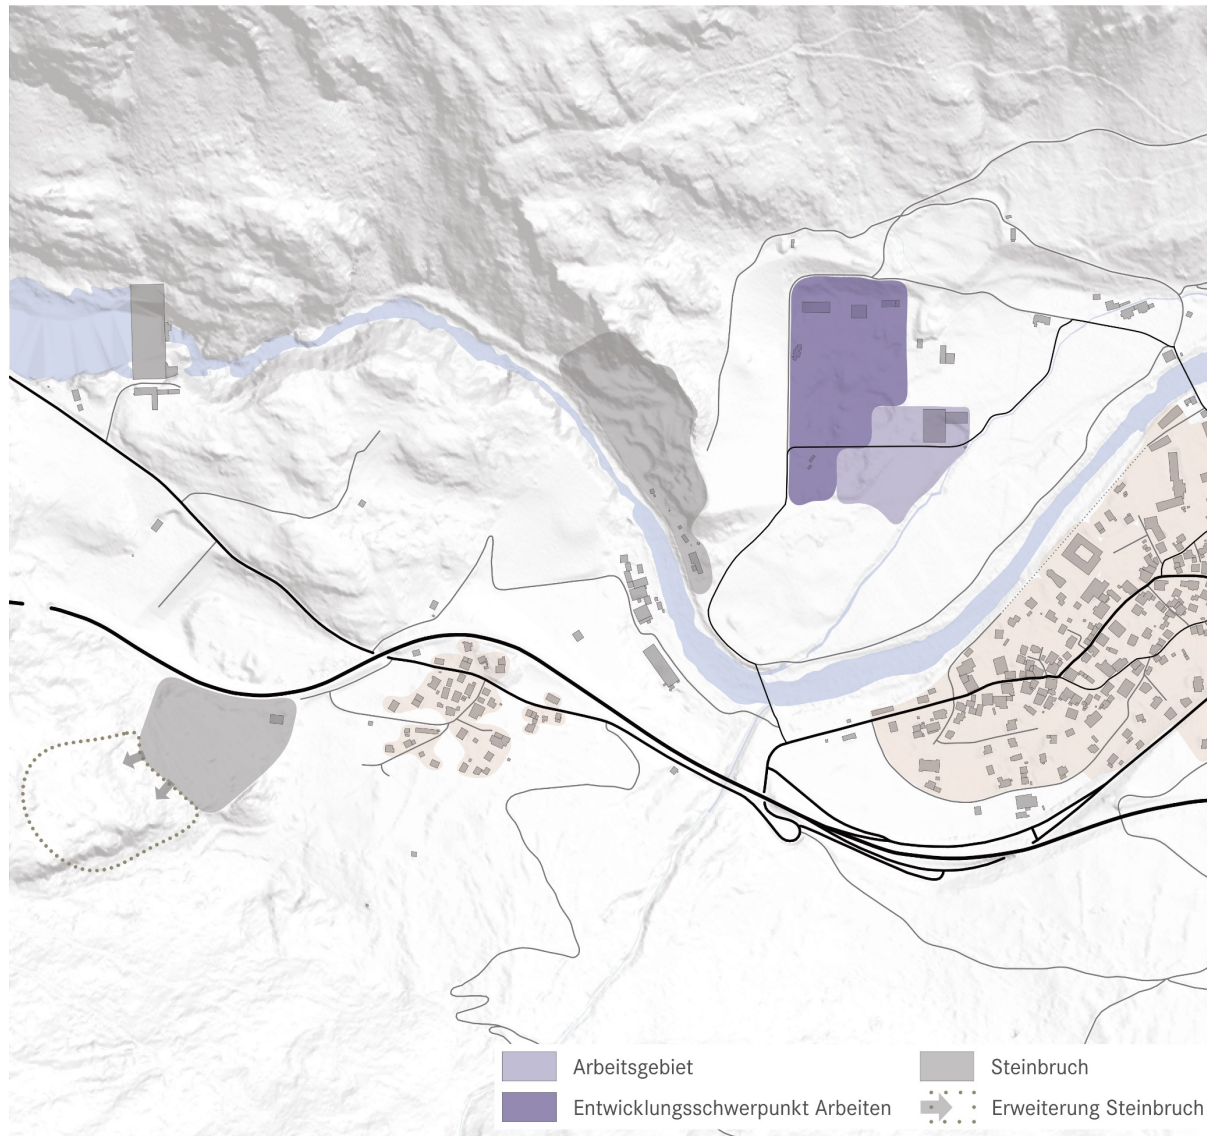 Arbeitsgebiet
Entwicklungsschwerpunkt Arbeiten
Steinbruch
Erweiterung Steinbruch